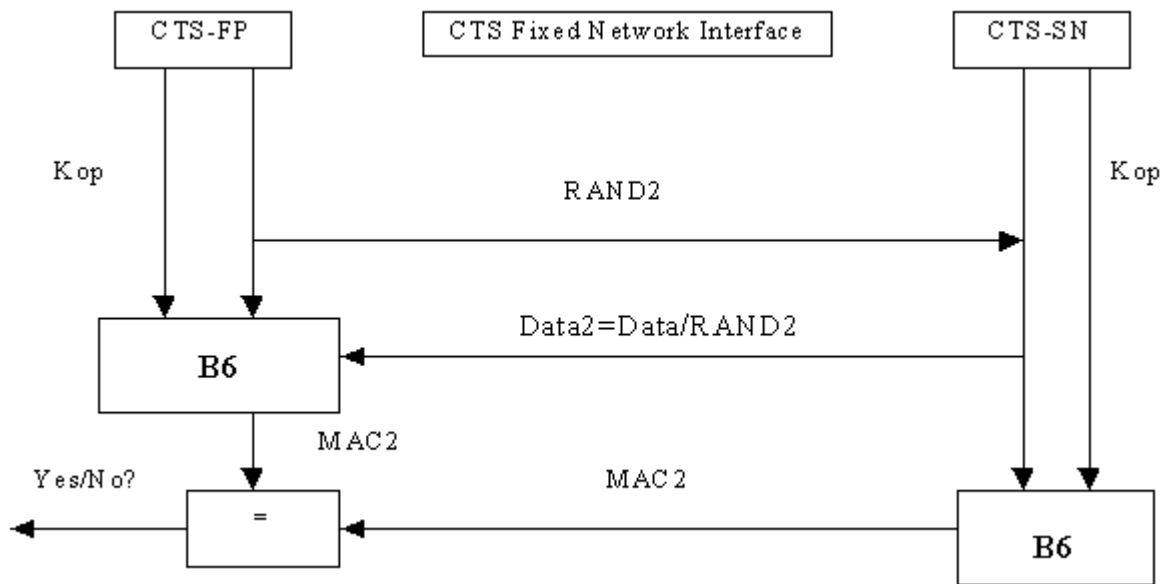 CTS-FP
CTS Fixed Network Interface
CTS-SN
Kop
Kop
RAND2
Data2=Data/RAND2
B6
MAC2
Yes/No?
MAC2
=
B6